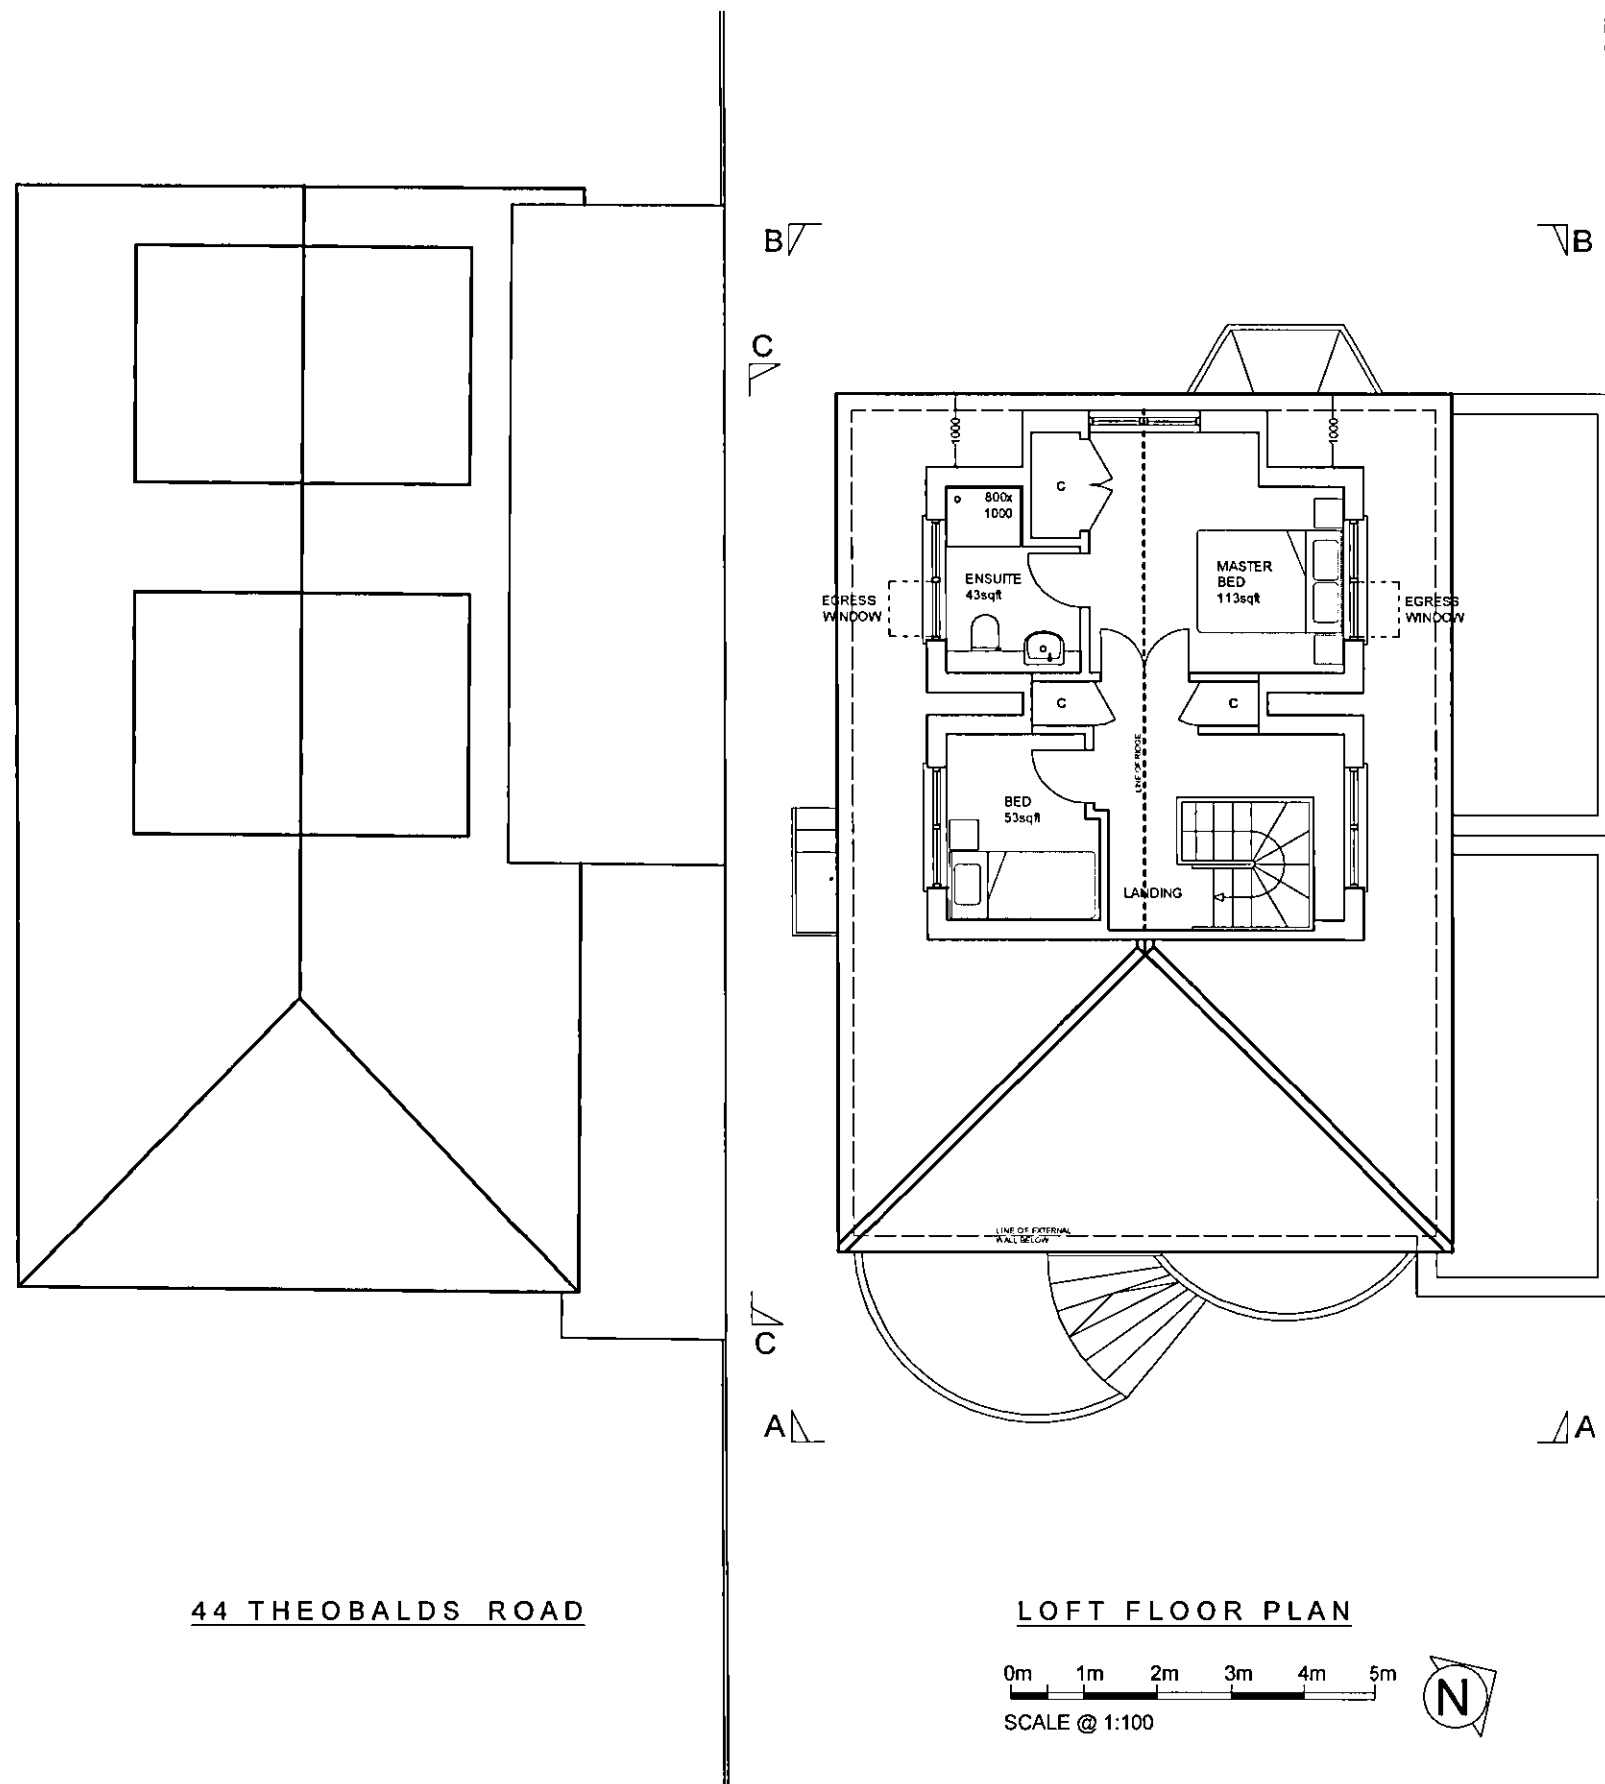 B
B
C
1000
1000
C
800x
1000
ENSUITE
43sqft
MASTER
BED
113sqft
EGRESS
WINDOW
EGRESS
WINDOW
C
C
LINE OF RIDGE
BED
53sqft
LANDING
LINE OF EXTERNAL
WALL BELOW
C
A
A
44 THEOBALDS ROAD
LOFT FLOOR PLAN
0m 1m 2m 3m 4m 5m
SCALE @ 1:100
N